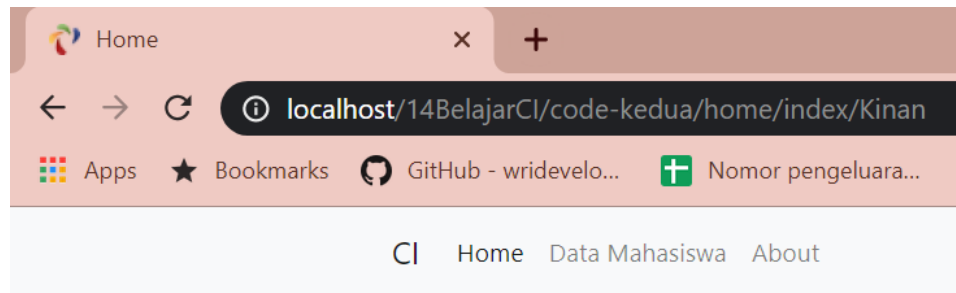 Home
localhost/14BelajarCI/code-kedua/home/index/Kinan
Apps Bookmarks GitHub - wridevelo... Nomor pengeluara...
CI Home Data Mahasiswa About